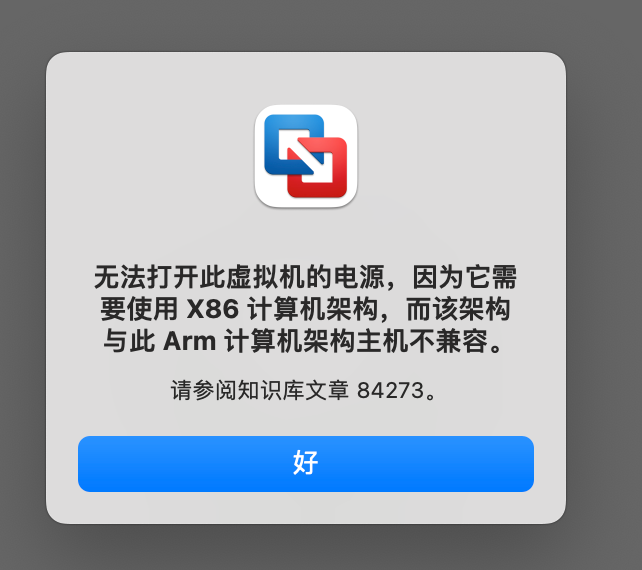 无法打开此虚拟机的电源，因为它需
要使用 X86 计算机架构，而该架构
与此 Arm 计算机架构主机不兼容。
请参阅知识库文章 84273。
好